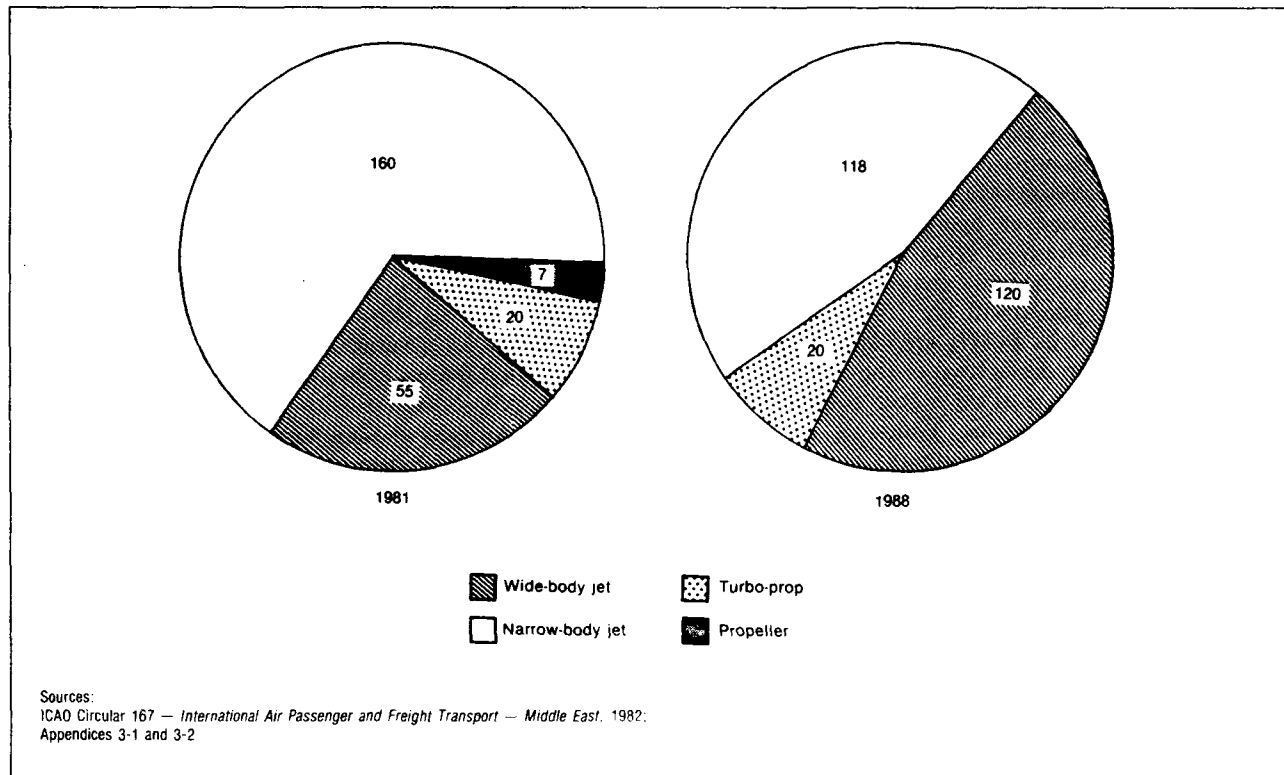 160
7
20
55
1981
118
120
20
1988
Wide-body jet
Turbo-prop
Narrow-body jet
Propeller
Sources:
ICAO Circular 167 — International Air Passenger and Freight Transport — Middle East, 1982;
Appendices 3-1 and 3-2